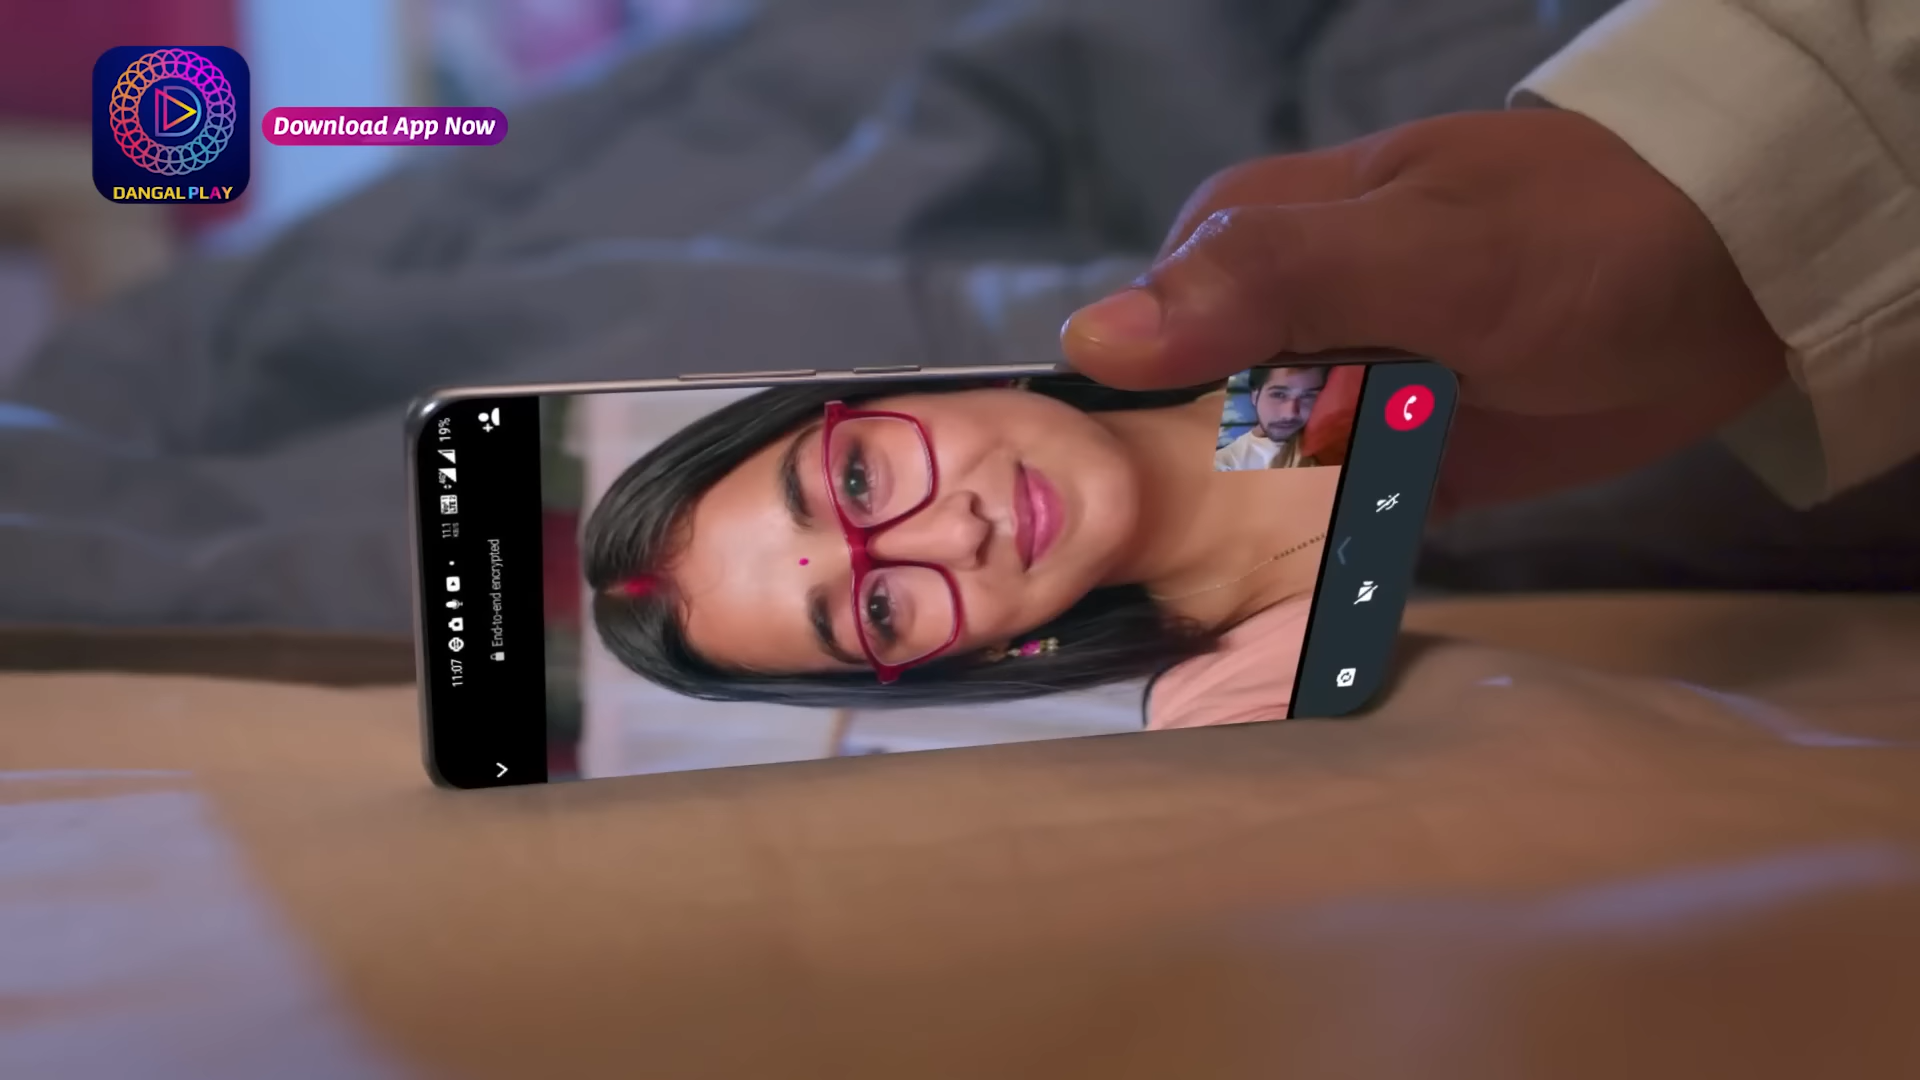 DANGAL PLAY
Download App Now
11:07
19%
End-to-end encrypted